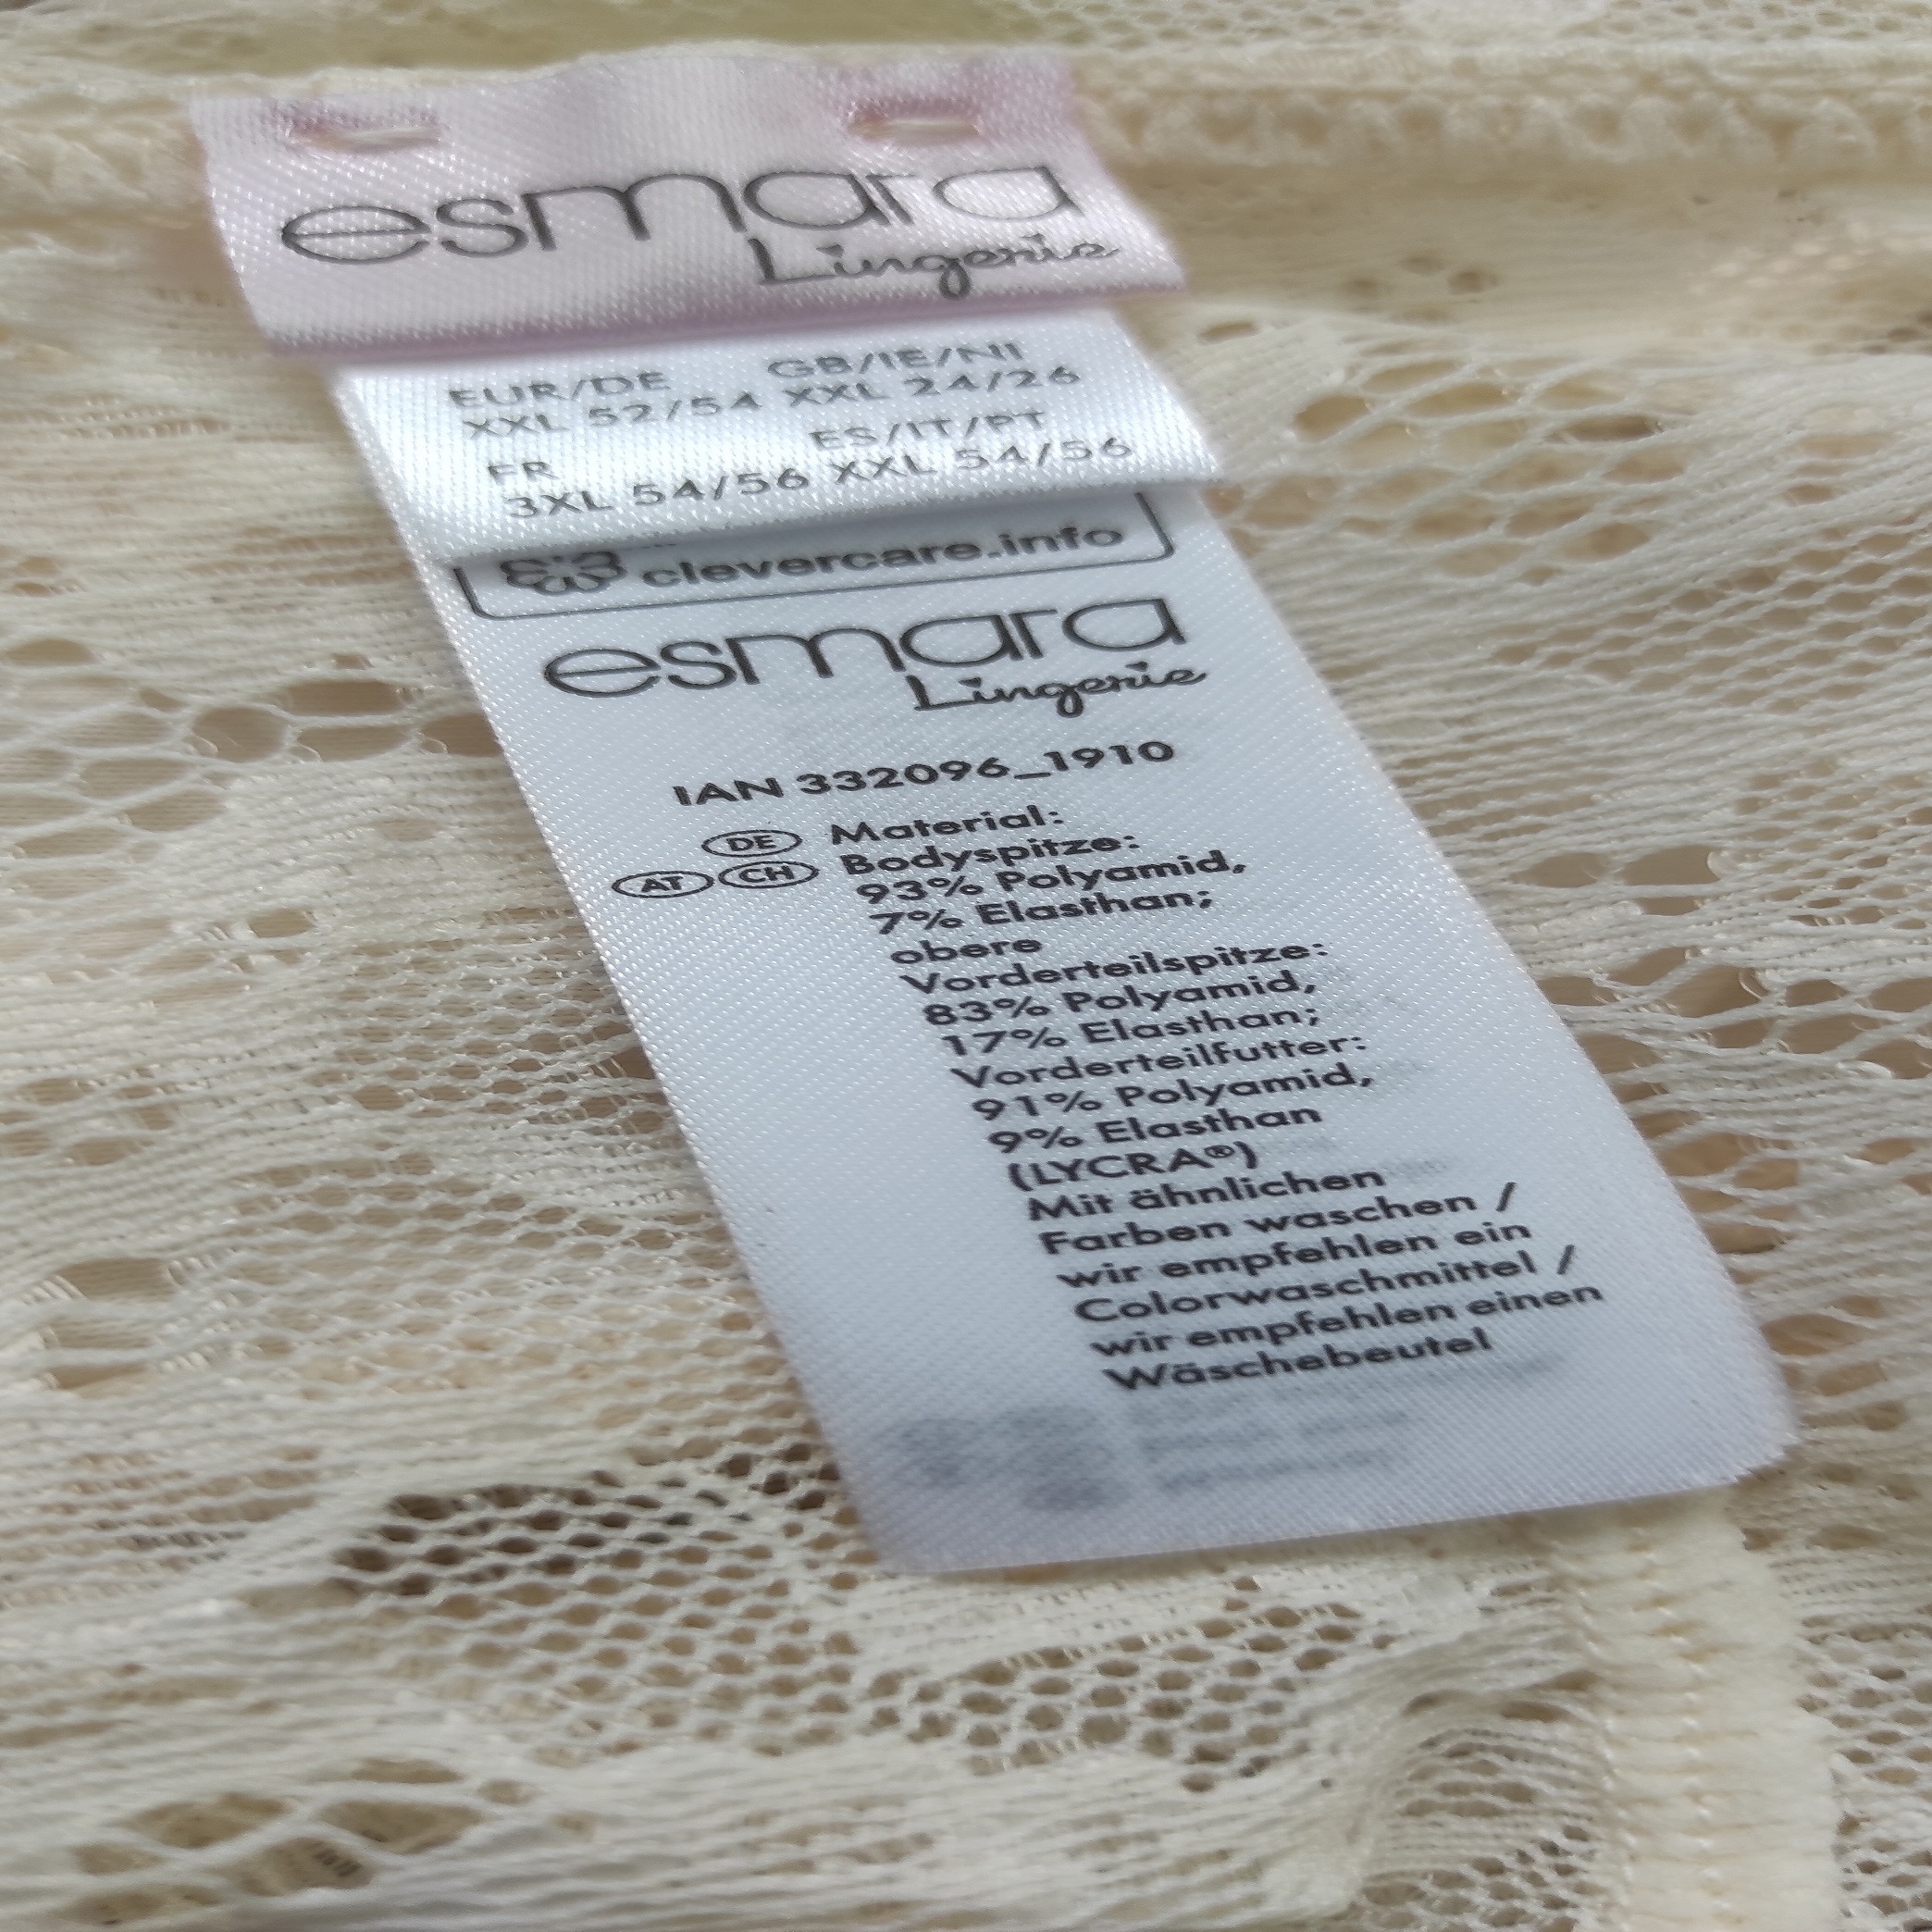 esmara
Lingerie
EUR/DE GB/IE/NI
XXL 52/54 XXL 24/26
FR ES/IT/PT
3XL 54/56 XXL 54/56
clevercare.info
esmara
Lingerie
IAN 332096_1910
DE Material:
AT CH Bodyspitze:
93% Polyamid,
7% Elasthan;
obere
Vorderteilspitze:
83% Polyamid,
17% Elasthan;
Vorderteilfutter:
91% Polyamid,
9% Elasthan
(LYCRA®)
Mit ähnlichen
Farben waschen /
wir empfehlen ein
Colorwaschmittel /
wir empfehlen einen
Wäschebeutel